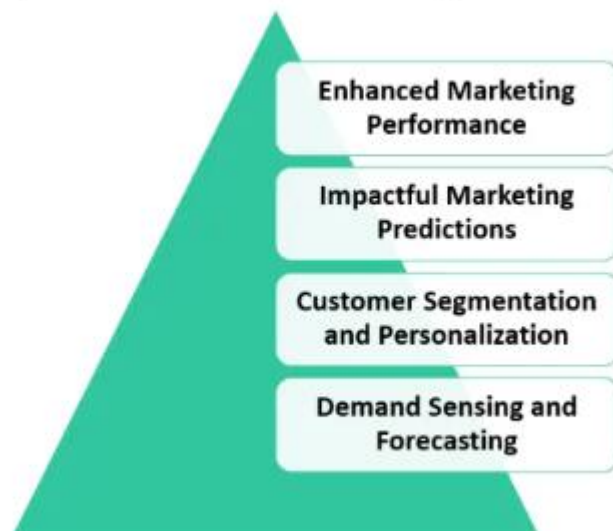 Enhanced Marketing
Performance
Impactful Marketing
Predictions
Customer Segmentation
and Personalization
Demand Sensing and
Forecasting